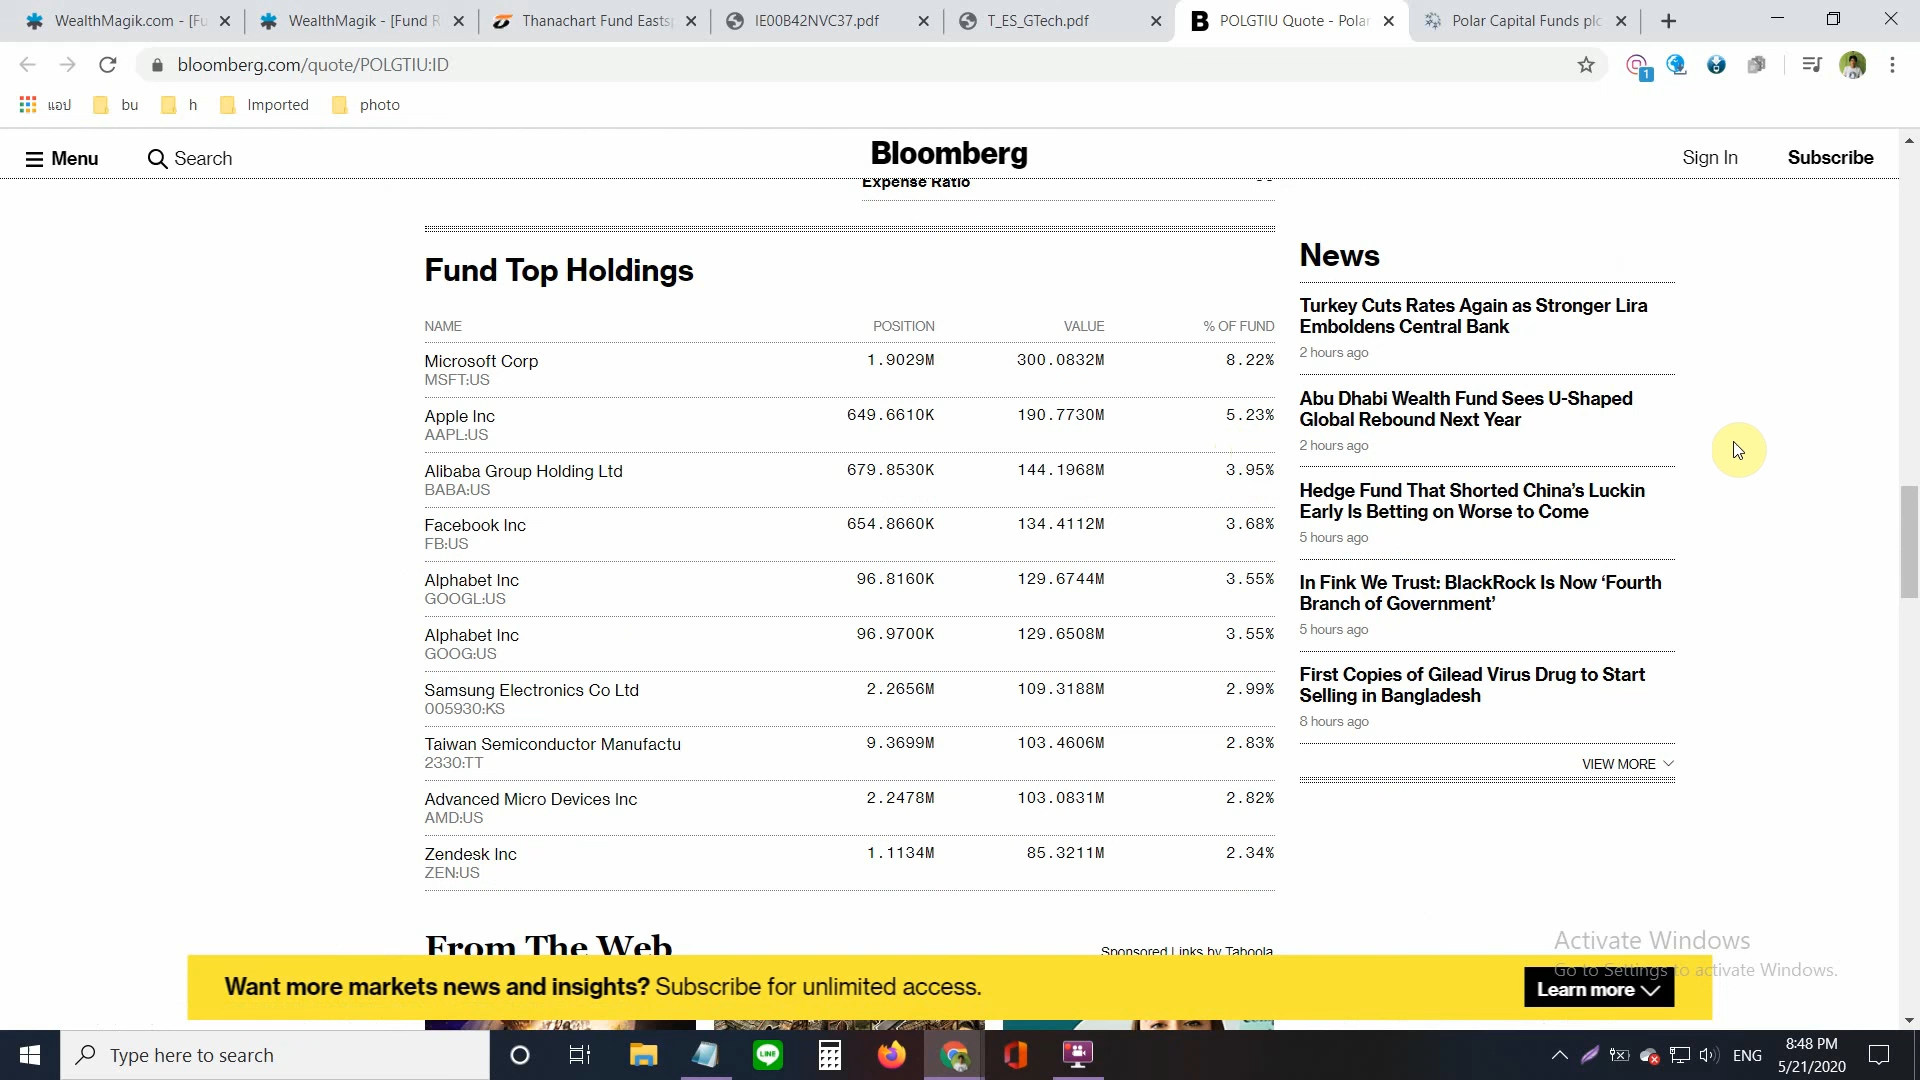 WealthMagik.com - [Fu
WealthMagik - [Fund R
Thanachart Fund Eastsp
IE00B42NVC37.pdf
T_ES_GTech.pdf
POLGTIU Quote - Polar
Polar Capital Funds plc
bloomberg.com/quote/POLGTIU:ID
1
แอป
bu
h
Imported
photo
Menu
Search
Bloomberg
Sign In
Subscribe
Expense Ratio
--
Fund Top Holdings
NAME POSITION VALUE % OF FUND
Microsoft Corp 1.9029M 300.0832M 8.22%
MSFT:US
Apple Inc 649.6610K 190.7730M 5.23%
AAPL:US
Alibaba Group Holding Ltd 679.8530K 144.1968M 3.95%
BABA:US
Facebook Inc 654.8660K 134.4112M 3.68%
FB:US
Alphabet Inc 96.8160K 129.6744M 3.55%
GOOGL:US
Alphabet Inc 96.9700K 129.6508M 3.55%
GOOG:US
Samsung Electronics Co Ltd 2.2656M 109.3188M 2.99%
005930:KS
Taiwan Semiconductor Manufactu 9.3699M 103.4606M 2.83%
2330:TT
Advanced Micro Devices Inc 2.2478M 103.0831M 2.82%
AMD:US
Zendesk Inc 1.1134M 85.3211M 2.34%
ZEN:US
News
Turkey Cuts Rates Again as Stronger Lira
Emboldens Central Bank
2 hours ago
Abu Dhabi Wealth Fund Sees U-Shaped
Global Rebound Next Year
2 hours ago
Hedge Fund That Shorted China’s Luckin
Early Is Betting on Worse to Come
5 hours ago
In Fink We Trust: BlackRock Is Now ‘Fourth
Branch of Government’
5 hours ago
First Copies of Gilead Virus Drug to Start
Selling in Bangladesh
8 hours ago
VIEW MORE
From The Web
Sponsored Links by Taboola
Activate Windows
Go to Settings to activate Windows.
Want more markets news and insights? Subscribe for unlimited access.
Learn more
Type here to search
LINE
ENG
8:48 PM
5/21/2020